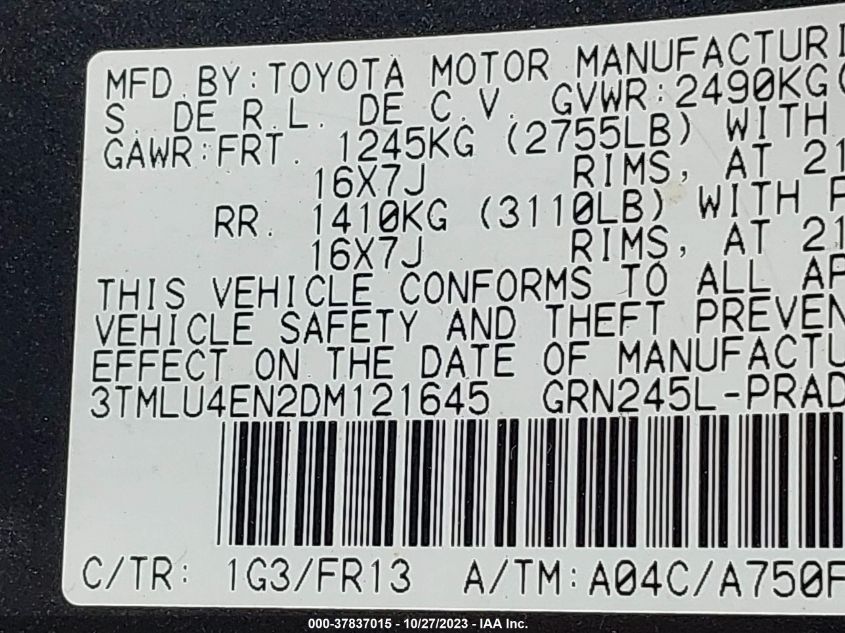 MFD.BY:TOYOTA MOTOR MANUFACTURI
S. DE R.L. DE C.V. GVWR:2490KG(
GAWR:FRT. 1245KG (2755LB) WITH
16X7J RIMS, AT 21
RR. 1410KG (3110LB) WITH P
16X7J RIMS, AT 21
THIS VEHICLE CONFORMS TO ALL AP
VEHICLE SAFETY AND THEFT PREVEN
EFFECT ON THE DATE OF MANUFACTU
3TMLU4EN2DM121645 GRN245L-PRAD
C/TR: 1G3/FR13 A/TM:A04C/A750F
000-37837015 - 10/27/2023 - IAA Inc.